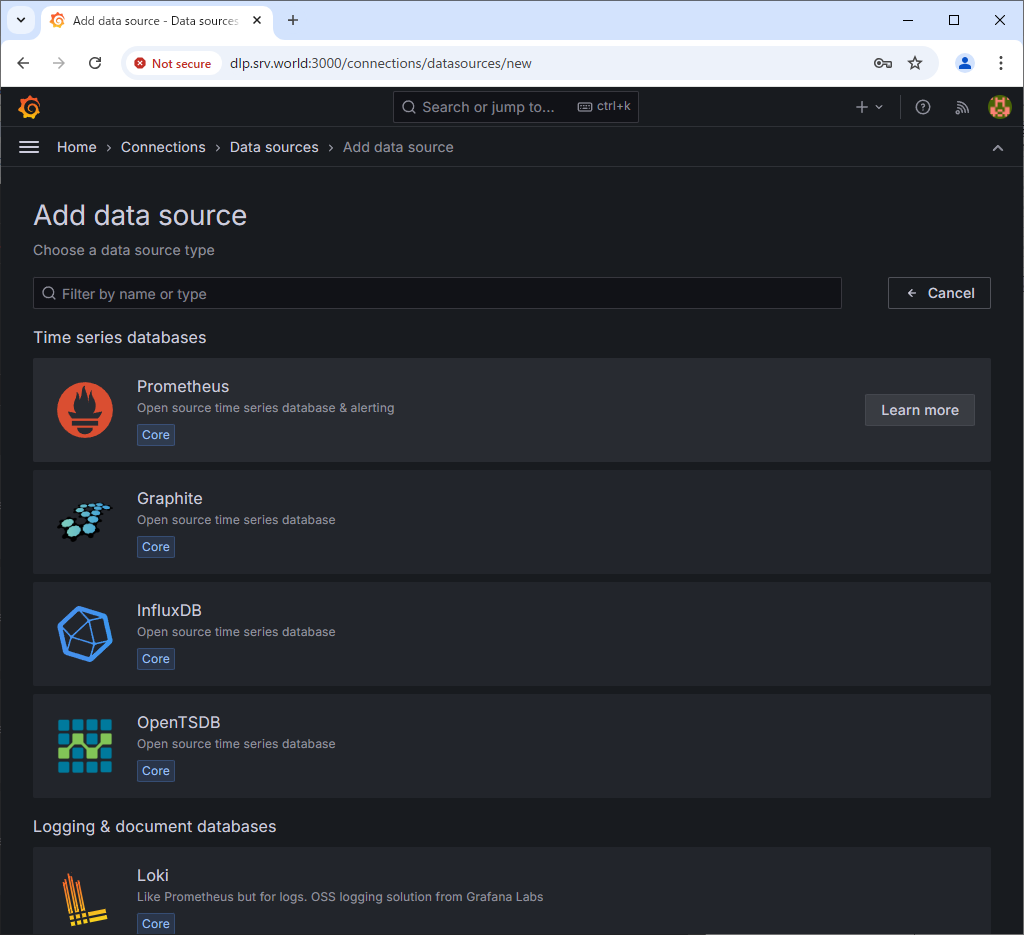 Add data source - Data sources
Not secure
dlp.srv.world:3000/connections/datasources/new
Search or jump to... ctrl+k
Home › Connections › Data sources › Add data source
Add data source
Choose a data source type
Filter by name or type
Cancel
Time series databases
Prometheus
Open source time series database & alerting
Core
Learn more
Graphite
Open source time series database
Core
InfluxDB
Open source time series database
Core
OpenTSDB
Open source time series database
Core
Logging & document databases
Loki
Like Prometheus but for logs. OSS logging solution from Grafana Labs
Core